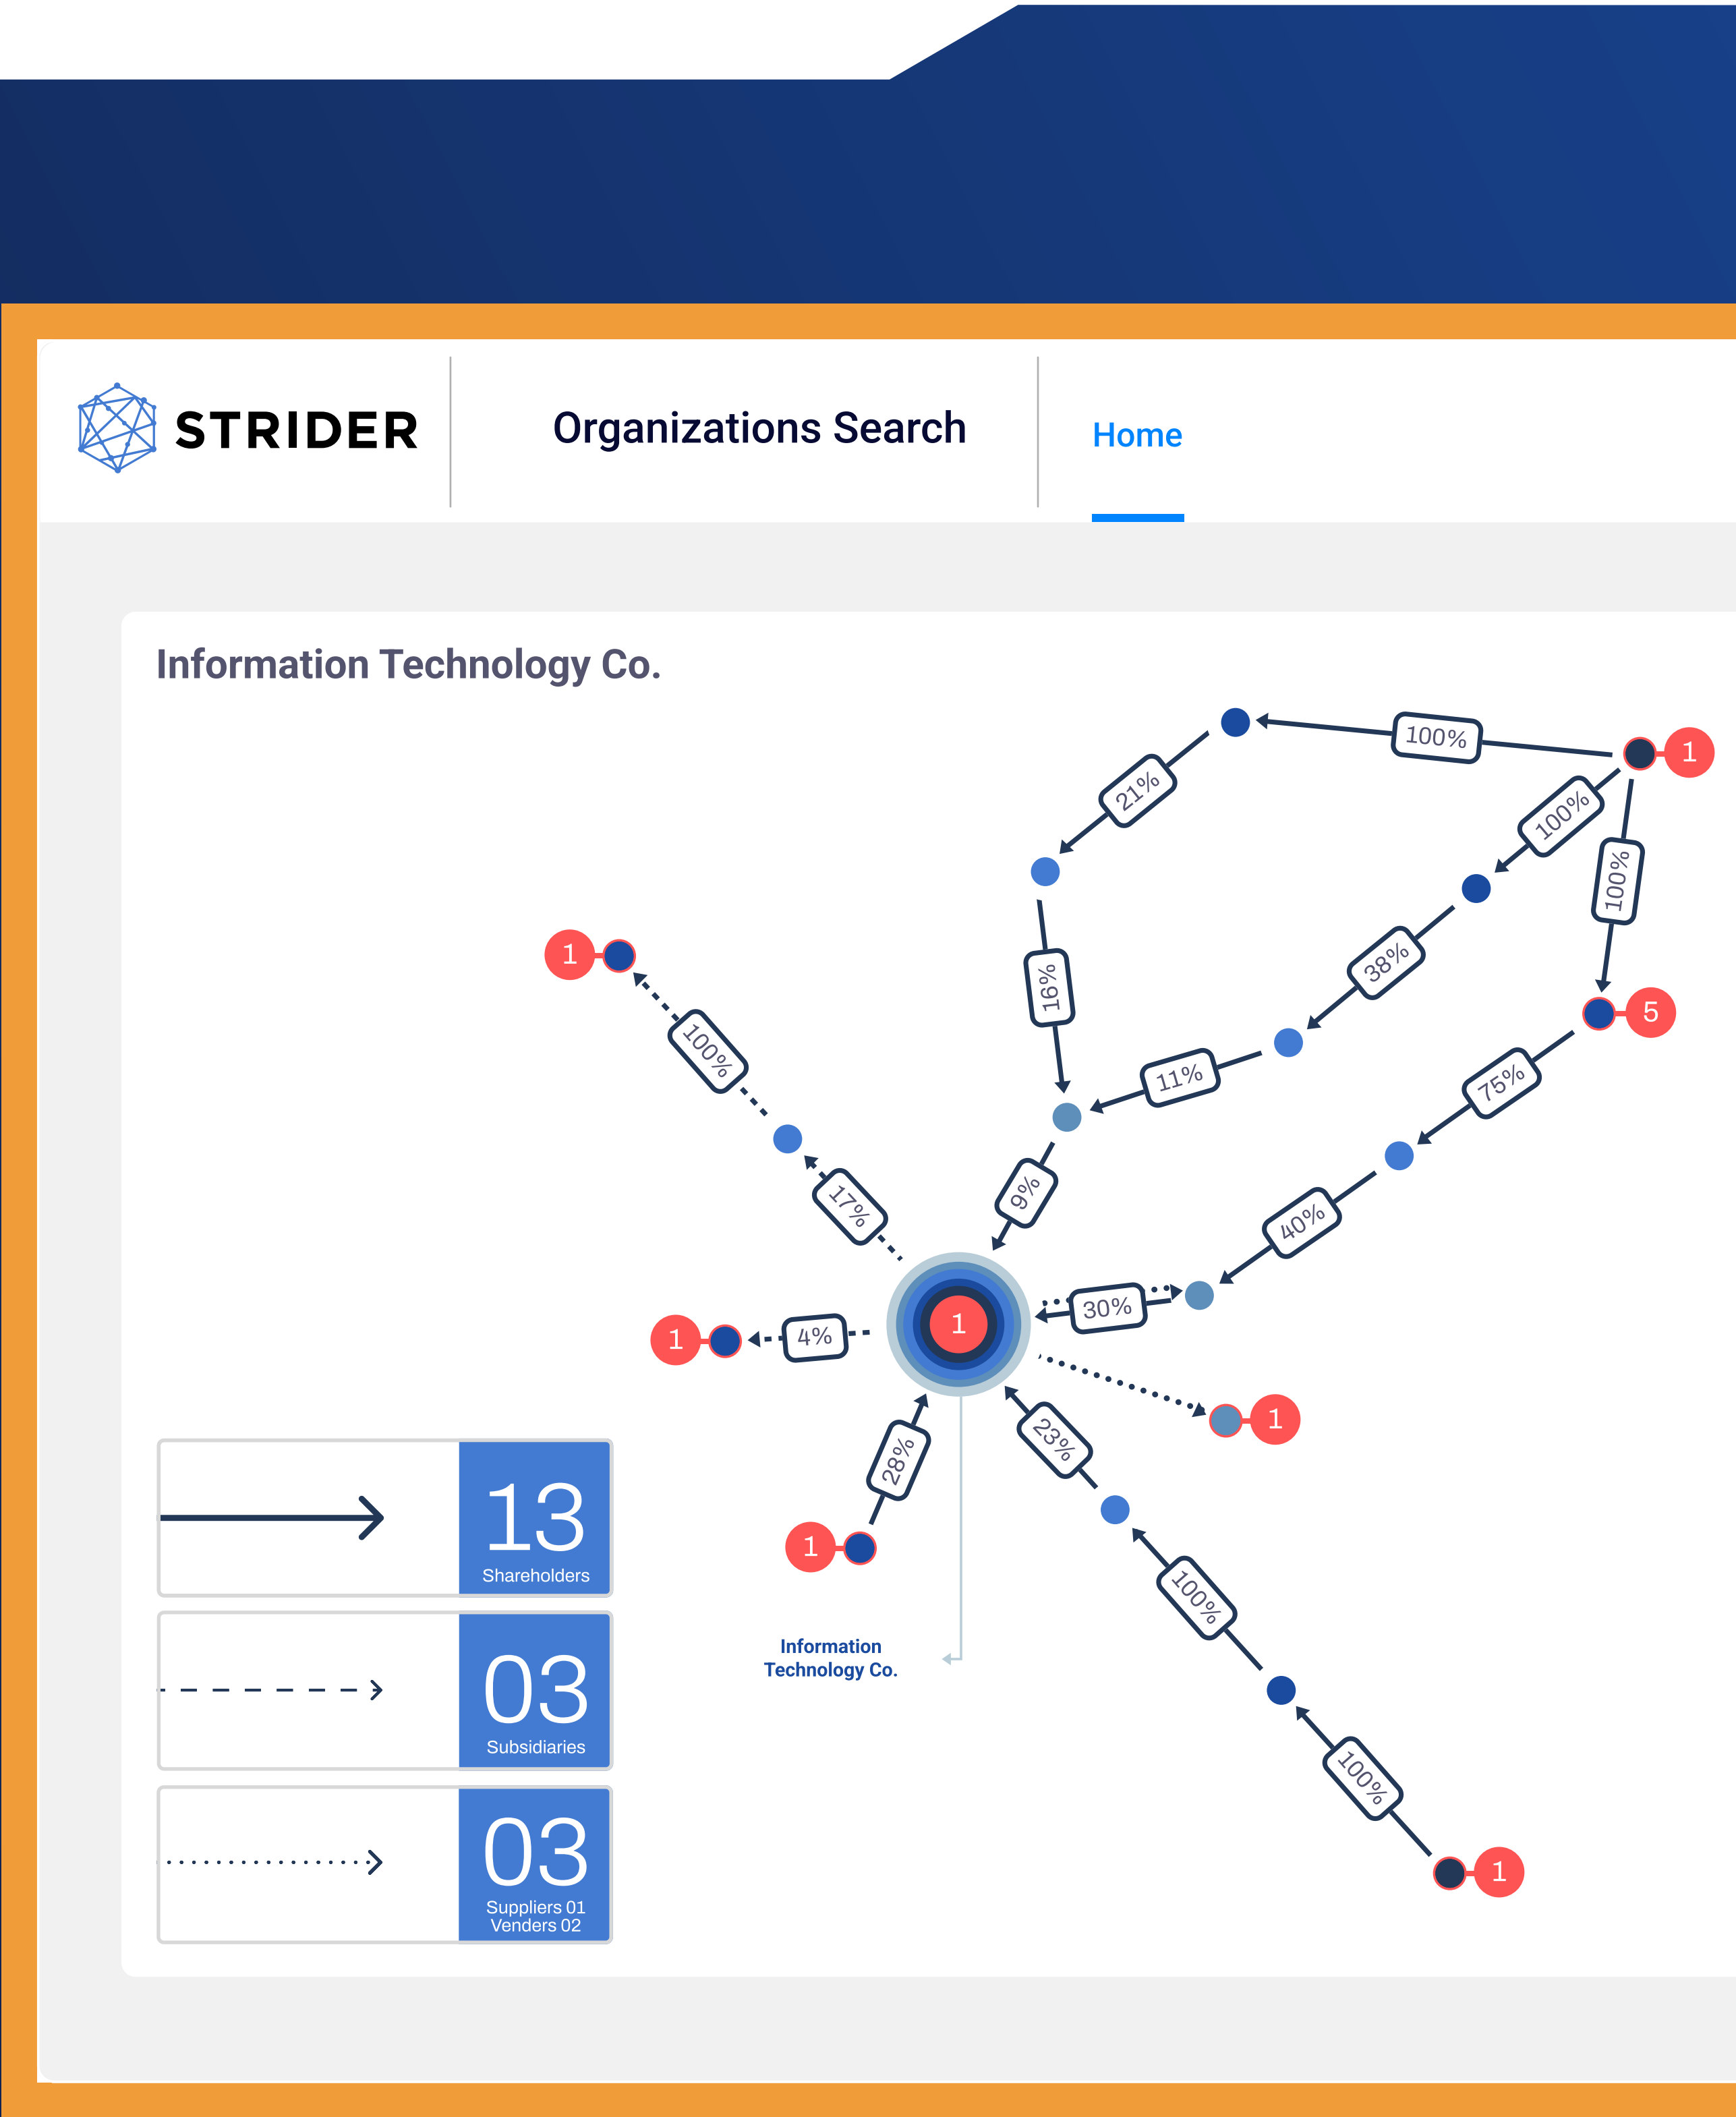 STRIDER
Organizations Search
Home
Information Technology Co.
100%
1
21%
100%
100%
1
38%
16%
5
100%
11%
75%
17%
9%
40%
30%
1
4%
1
1
23%
28%
1
100%
Information
Technology Co.
100%
1
13
Shareholders
03
Subsidiaries
03
Suppliers 01
Venders 02